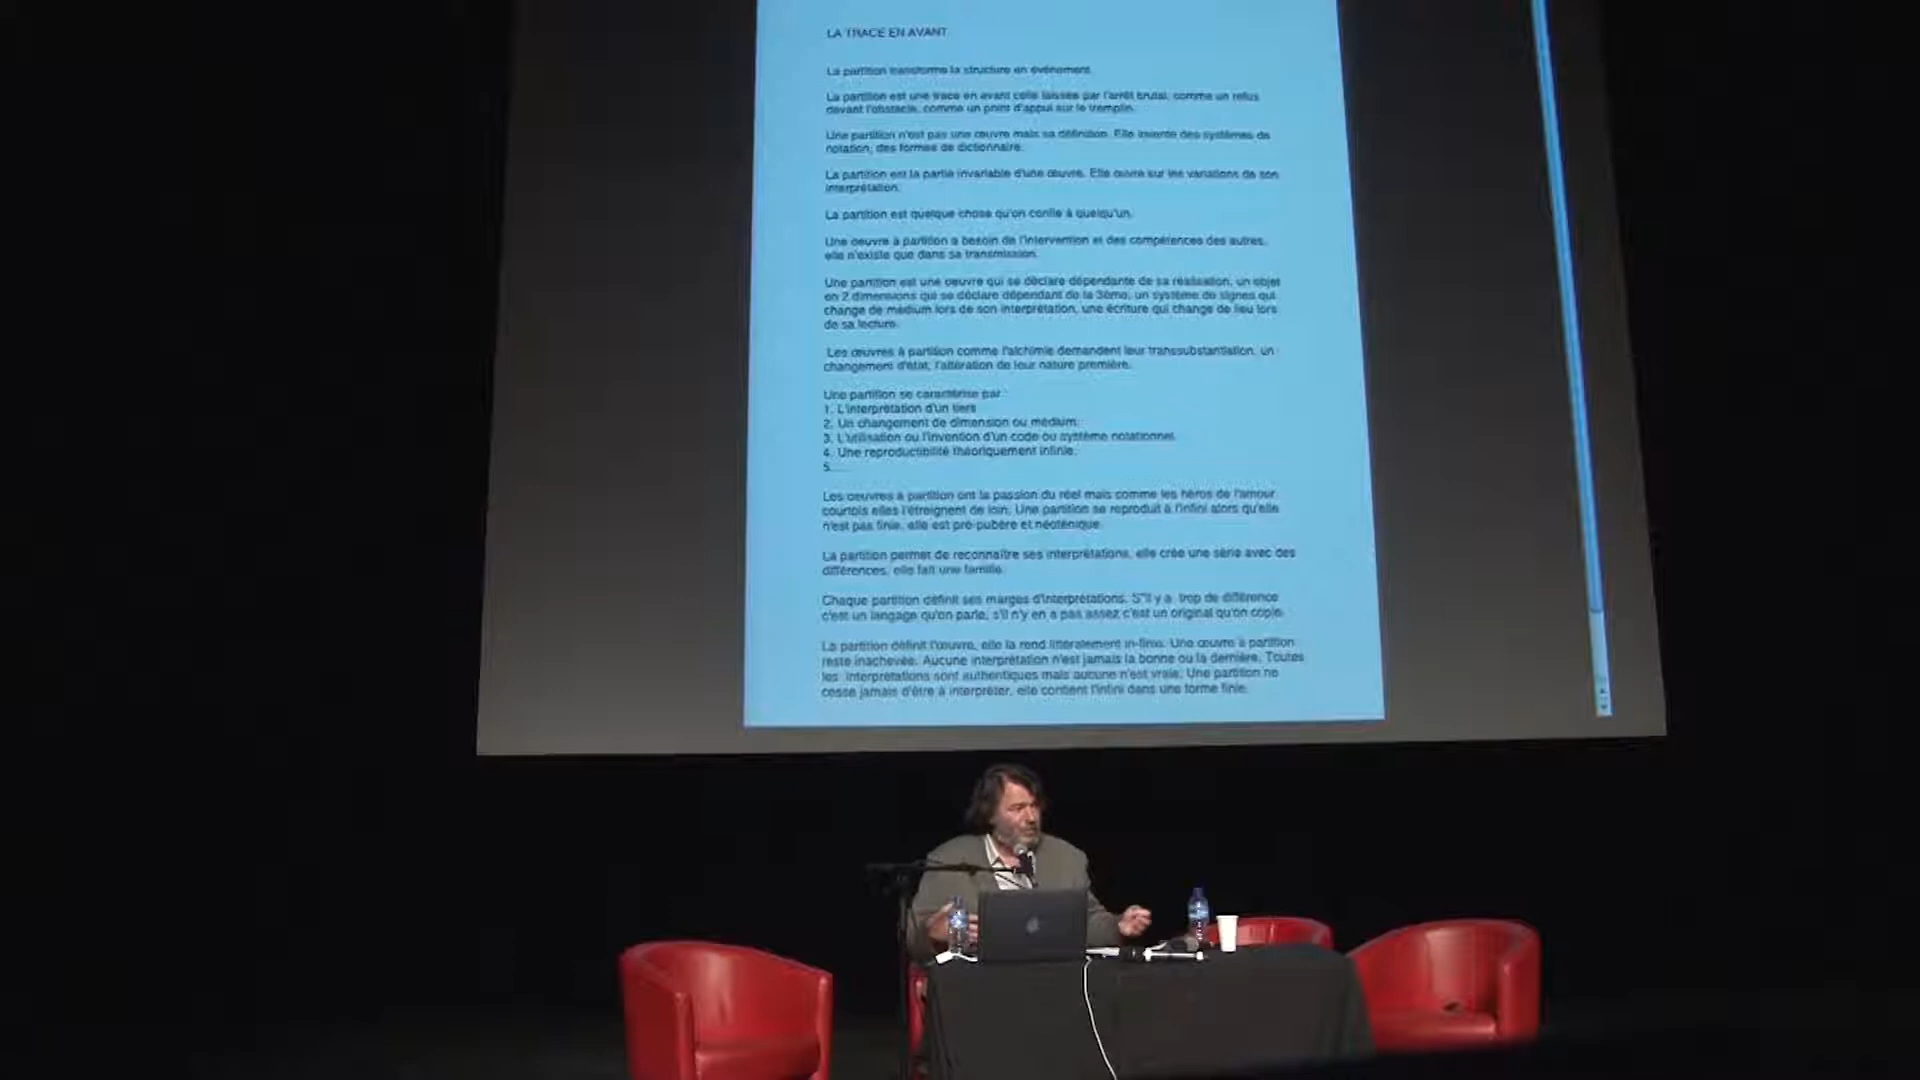 LA TRACE EN AVANT
La partition transforme la structure en événement.
La partition est une trace en avant celle laissée par l'arrêt brutal, comme un refus
devant l'obstacle, comme un point d'appui sur le tremplin.
Une partition n'est pas une œuvre mais sa définition. Elle invente des systèmes de
notation, des formes de dictionnaire.
La partition est la partie invariable d'une œuvre. Elle ouvre sur les variations de son
interprétation.
La partition est quelque chose qu'on confie à quelqu'un.
Une oeuvre à partition a besoin de l'intervention et des compétences des autres,
elle n'existe que dans sa transmission.
Une partition est une oeuvre qui se déclare dépendante de sa réalisation, un objet
en 2 dimensions qui se déclare dépendant de la 3ème, un système de signes qui
change de médium lors de son interprétation, une écriture qui change de lieu lors
de sa lecture.
Les œuvres à partition comme l'alchimie demandent leur transsubstantiation, un
changement d'état, l'altération de leur nature première.
Une partition se caractérise par
1. L'interprétation d'un tiers
2. Un changement de dimension ou médium.
3. L'utilisation ou l'invention d'un code ou système notationnel.
4. Une reproductibilité théoriquement infinie.
5....
Les oeuvres à partition ont la passion du réel mais comme les héros de l'amour
courtois elles l'étreignent de loin. Une partition se reproduit à l'infini alors qu'elle
n'est pas finie, elle est pré-pubère et néoténique.
La partition permet de reconnaître ses interprétations, elle crée une série avec des
différences, elle fait une famille.
Chaque partition définit ses marges d'interprétations. S"il y a trop de différence
c'est un langage qu'on parle, s'il n'y en a pas assez c'est un original qu'on copie.
La partition définit l'œuvre, elle la rend littéralement in-finie. Une œuvre à partition
reste inachevée. Aucune interprétation n'est jamais la bonne ou la dernière. Toutes
les interprétations sont authentiques mais aucune n'est vraie. Une partition ne
cesse jamais d'être à interpréter, elle contient l'infini dans une forme finie.